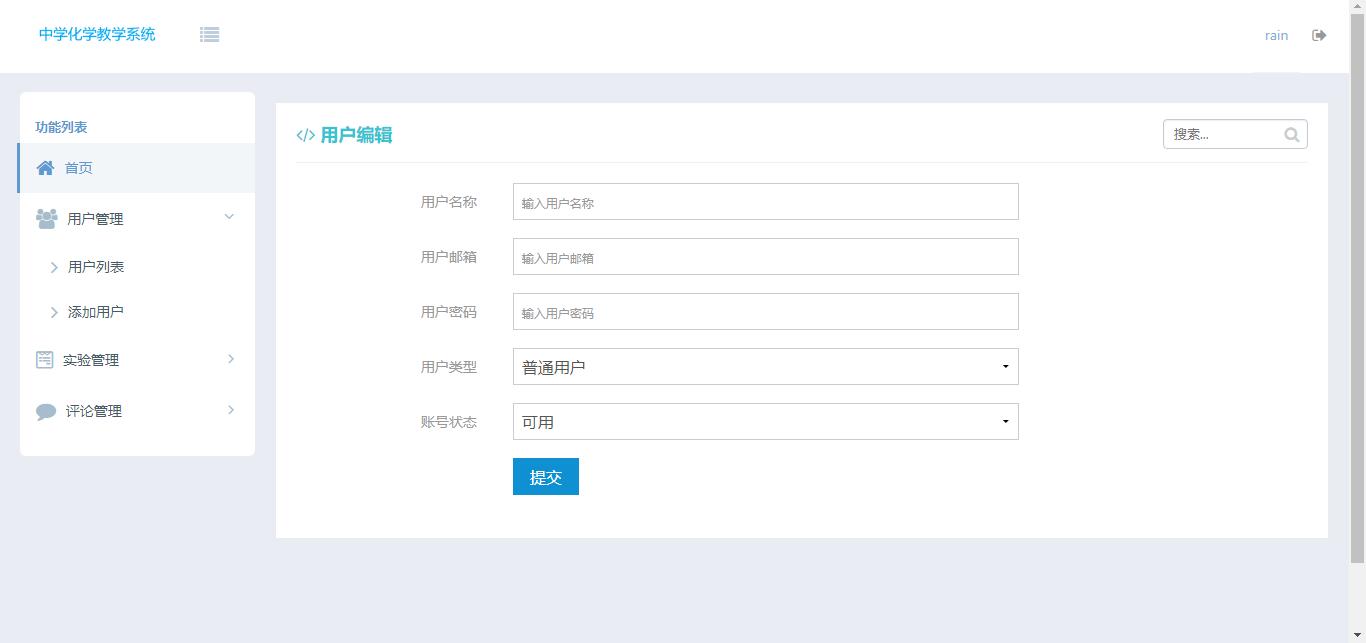 中学化学教学系统
rain
功能列表
首页
用户管理
用户列表
添加用户
实验管理
评论管理
</> 用户编辑
搜索...
用户名称 输入用户名称
用户邮箱 输入用户邮箱
用户密码 输入用户密码
用户类型 普通用户
账号状态 可用
提交